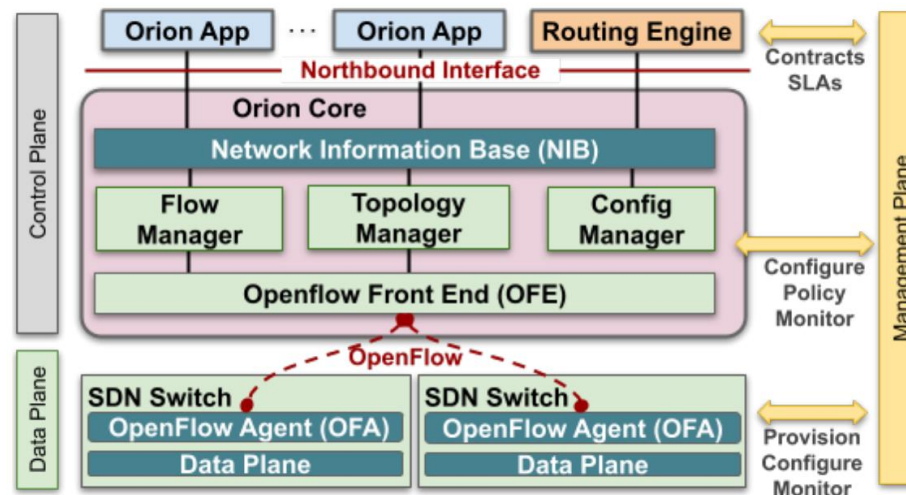 Orion App
...
Orion App
Routing Engine
Northbound Interface
Contracts
SLAs
Control Plane
Orion Core
Network Information Base (NIB)
Flow
Manager
Topology
Manager
Config
Manager
Openflow Front End (OFE)
Configure
Policy
Monitor
Management Plane
OpenFlow
Data Plane
SDN Switch
OpenFlow Agent (OFA)
Data Plane
SDN Switch
OpenFlow Agent (OFA)
Data Plane
Provision
Configure
Monitor